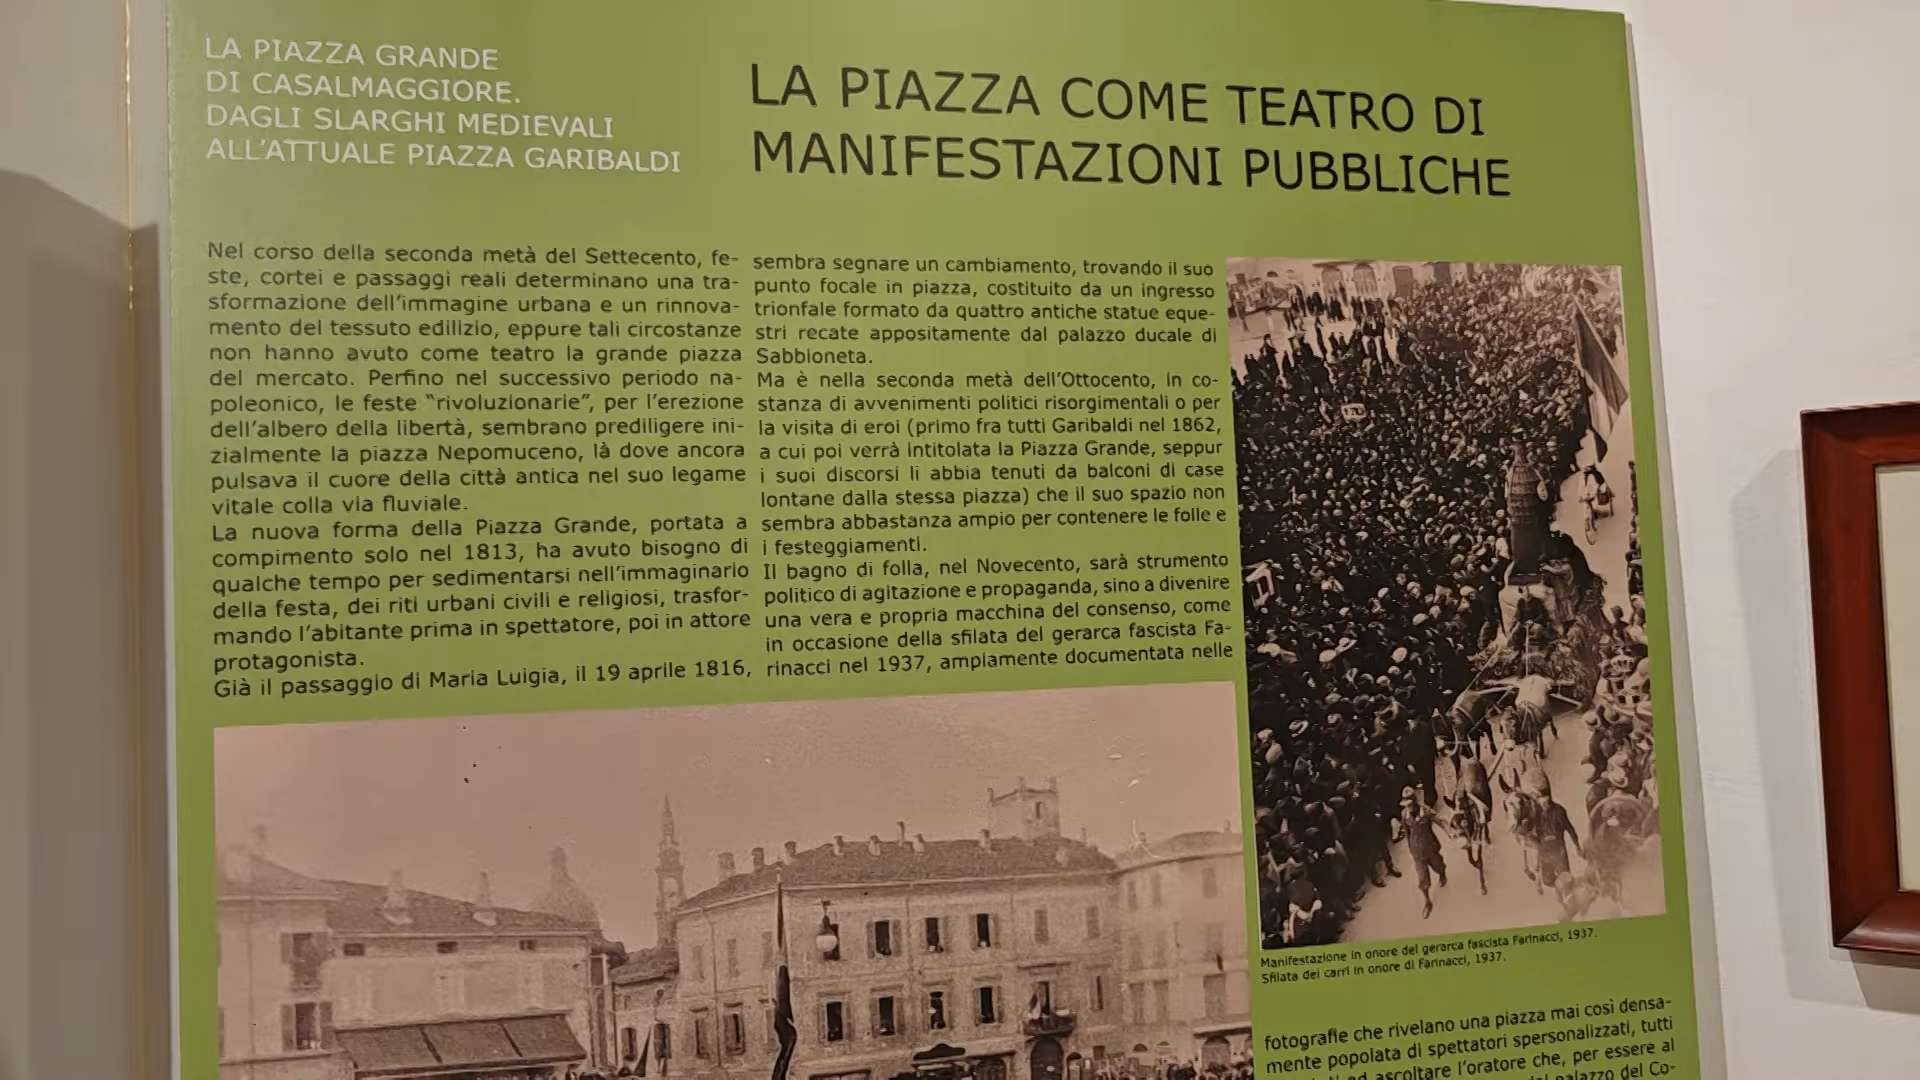 LA PIAZZA GRANDE
DI CASALMAGGIORE.
DAGLI SLARGHI MEDIEVALI
ALL'ATTUALE PIAZZA GARIBALDI
LA PIAZZA COME TEATRO DI
MANIFESTAZIONI PUBBLICHE
Nel corso della seconda metà del Settecento, fe-
ste, cortei e passaggi reali determinano una tra-
sformazione dell'immagine urbana e un rinnova-
mento del tessuto edilizio, eppure tali circostanze
non hanno avuto come teatro la grande piazza
del mercato. Perfino nel successivo periodo na-
poleonico, le feste "rivoluzionarie", per l'erezione
dell'albero della libertà, sembrano prediligere ini-
zialmente la piazza Nepomuceno, là dove ancora
pulsava il cuore della città antica nel suo legame
vitale colla via fluviale.
La nuova forma della Piazza Grande, portata a
compimento solo nel 1813, ha avuto bisogno di
qualche tempo per sedimentarsi nell'immaginario
della festa, dei riti urbani civili e religiosi, trasfor-
mando l'abitante prima in spettatore, poi in attore
protagonista.
Già il passaggio di Maria Luigia, il 19 aprile 1816,
sembra segnare un cambiamento, trovando il suo
punto focale in piazza, costituito da un ingresso
trionfale formato da quattro antiche statue eque-
stri recate appositamente dal palazzo ducale di
Sabbioneta.
Ma è nella seconda metà dell'Ottocento, in co-
stanza di avvenimenti politici risorgimentali o per
la visita di eroi (primo fra tutti Garibaldi nel 1862,
a cui poi verrà intitolata la Piazza Grande, seppur
i suoi discorsi li abbia tenuti da balconi di case
lontane dalla stessa piazza) che il suo spazio non
sembra abbastanza ampio per contenere le folle e
i festeggiamenti.
Il bagno di folla, nel Novecento, sarà strumento
politico di agitazione e propaganda, sino a divenire
una vera e propria macchina del consenso, come
in occasione della sfilata del gerarca fascista Fa-
rinacci nel 1937, ampiamente documentata nelle
Manifestazione in onore del gerarca fascista Farinacci, 1937.
Sfilata dei carri in onore di Farinacci, 1937.
fotografie che rivelano una piazza mai così densa-
mente popolata di spettatori spersonalizzati, tutti
ad ascoltare l'oratore che, per essere al
palazzo del Co-